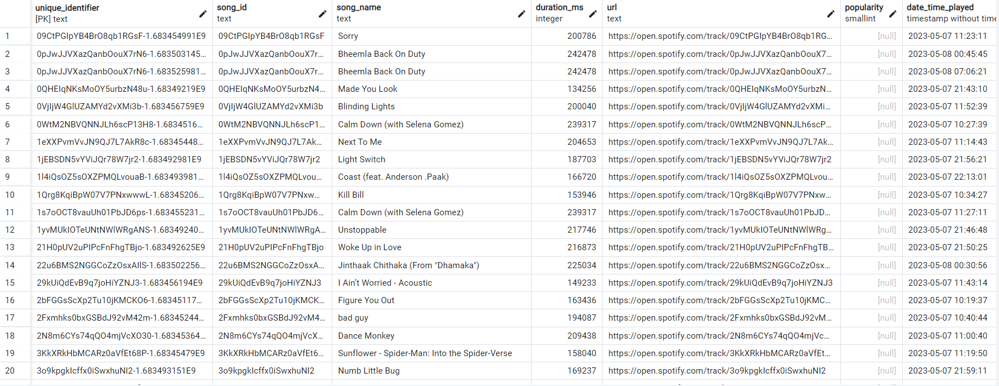 unique_identifier song_id song_name duration_ms url popularity date_time_played
[PK] text text text integer text smallint timestamp without time
1 09CtPGIpYB4BrO8qb1RGsF-1.683454991E9 09CtPGIpYB4BrO8qb1RGsF Sorry 200786 https://open.spotify.com/track/09CtPGIpYB4BrO8qb1RG... [null] 2023-05-07 11:23:11
2 0pJwJJVXazQanbOouX7rN6-1.683503145... 0pJwJJVXazQanbOouX7r... Bheemla Back On Duty 242478 https://open.spotify.com/track/0pJwJJVXazQanbOouX7... [null] 2023-05-08 00:45:45
3 0pJwJJVXazQanbOouX7rN6-1.683525981... 0pJwJJVXazQanbOouX7r... Bheemla Back On Duty 242478 https://open.spotify.com/track/0pJwJJVXazQanbOouX7... [null] 2023-05-08 07:06:21
4 0QHEIqNKsMoOY5urbzN48u-1.68349219E9 0QHEIqNKsMoOY5urbzN4... Made You Look 134256 https://open.spotify.com/track/0QHEIqNKsMoOY5urbzN... [null] 2023-05-07 21:43:10
5 0VjIjW4GlUZAMYd2vXMi3b-1.683456759E9 0VjIjW4GlUZAMYd2vXMi3b Blinding Lights 200040 https://open.spotify.com/track/0VjIjW4GlUZAMYd2vXMi... [null] 2023-05-07 11:52:39
6 0WtM2NBVQNNJLh6scP13H8-1.6834516... 0WtM2NBVQNNJLh6scP1... Calm Down (with Selena Gomez) 239317 https://open.spotify.com/track/0WtM2NBVQNNJLh6scP... [null] 2023-05-07 10:27:39
7 1eXXPvmVvJN9QJ7L7AkR8c-1.68345448... 1eXXPvmVvJN9QJ7L7Ak... Next To Me 204653 https://open.spotify.com/track/1eXXPvmVvJN9QJ7L7Ak... [null] 2023-05-07 11:14:43
8 1jEBSDN5vYViJQr78W7jr2-1.683492981E9 1jEBSDN5vYViJQr78W7jr2 Light Switch 187703 https://open.spotify.com/track/1jEBSDN5vYViJQr78W7jr2 [null] 2023-05-07 21:56:21
9 1l4iQsOZ5sOXZPMQLvouaB-1.683493981... 1l4iQsOZ5sOXZPMQLvou... Coast (feat. Anderson .Paak) 166720 https://open.spotify.com/track/1l4iQsOZ5sOXZPMQLvou... [null] 2023-05-07 22:13:01
10 1Qrg8KqiBpW07V7PNxwwwL-1.68345206... 1Qrg8KqiBpW07V7PNxw... Kill Bill 153946 https://open.spotify.com/track/1Qrg8KqiBpW07V7PNxw... [null] 2023-05-07 10:34:27
11 1s7oOCT8vauUh01PbJD6ps-1.683455231... 1s7oOCT8vauUh01PbJD6... Calm Down (with Selena Gomez) 239317 https://open.spotify.com/track/1s7oOCT8vauUh01PbJD... [null] 2023-05-07 11:27:11
12 1yvMUkIOTeUNtNWlWRgANS-1.68349240... 1yvMUkIOTeUNtNWlWRgA... Unstoppable 217746 https://open.spotify.com/track/1yvMUkIOTeUNtNWlWRg... [null] 2023-05-07 21:46:48
13 21H0pUV2uPIPcFnFhgTBjo-1.683492625E9 21H0pUV2uPIPcFnFhgTBjo Woke Up in Love 216873 https://open.spotify.com/track/21H0pUV2uPIPcFnFhgTB... [null] 2023-05-07 21:50:25
14 22u6BMS2NGGCoZzOsxAIlS-1.683502256... 22u6BMS2NGGCoZzOsxA... Jinthaak Chithaka (From "Dhamaka") 225034 https://open.spotify.com/track/22u6BMS2NGGCoZzOsx... [null] 2023-05-08 00:30:56
15 29kUiQdEvB9q7joHiYZNJ3-1.683456194E9 29kUiQdEvB9q7joHiYZNJ3 I Ain’t Worried - Acoustic 149233 https://open.spotify.com/track/29kUiQdEvB9q7joHiYZNJ3 [null] 2023-05-07 11:43:14
16 2bFGGsScXp2Tu10jKMCKO6-1.68345117... 2bFGGsScXp2Tu10jKMCK... Figure You Out 163436 https://open.spotify.com/track/2bFGGsScXp2Tu10jKMC... [null] 2023-05-07 10:19:37
17 2Fxmhks0bxGSBdJ92vM42m-1.68345244... 2Fxmhks0bxGSBdJ92vM4... bad guy 194087 https://open.spotify.com/track/2Fxmhks0bxGSBdJ92vM... [null] 2023-05-07 10:40:44
18 2N8m6CYs74qQO4mjVcXO30-1.68345364... 2N8m6CYs74qQO4mjVcX... Dance Monkey 209438 https://open.spotify.com/track/2N8m6CYs74qQO4mjVc... [null] 2023-05-07 11:00:40
19 3KkXRkHbMCARz0aVfEt68P-1.68345479E9 3KkXRkHbMCARz0aVfEt6... Sunflower - Spider-Man: Into the Spider-Verse 158040 https://open.spotify.com/track/3KkXRkHbMCARz0aVfEt... [null] 2023-05-07 11:19:50
20 3o9kpgkIcffx0iSwxhuNI2-1.683493151E9 3o9kpgkIcffx0iSwxhuNI2 Numb Little Bug 169237 https://open.spotify.com/track/3o9kpgkIcffx0iSwxhuNI2 [null] 2023-05-07 21:59:11